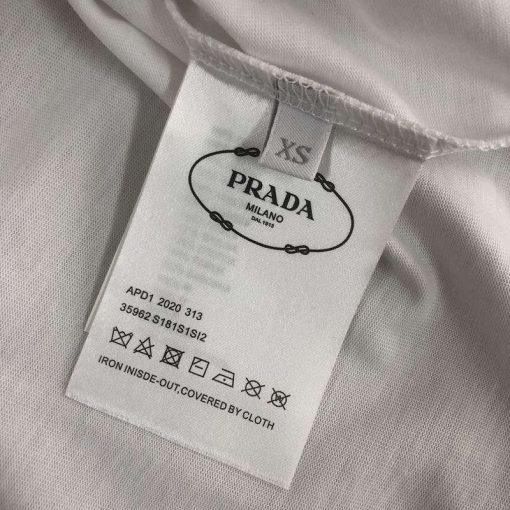 XS
PRADA
MILANO
DAL 1913
APD1 2020 313
35962 S181S1SI2
IRON INISDE-OUT,COVERED BY CLOTH